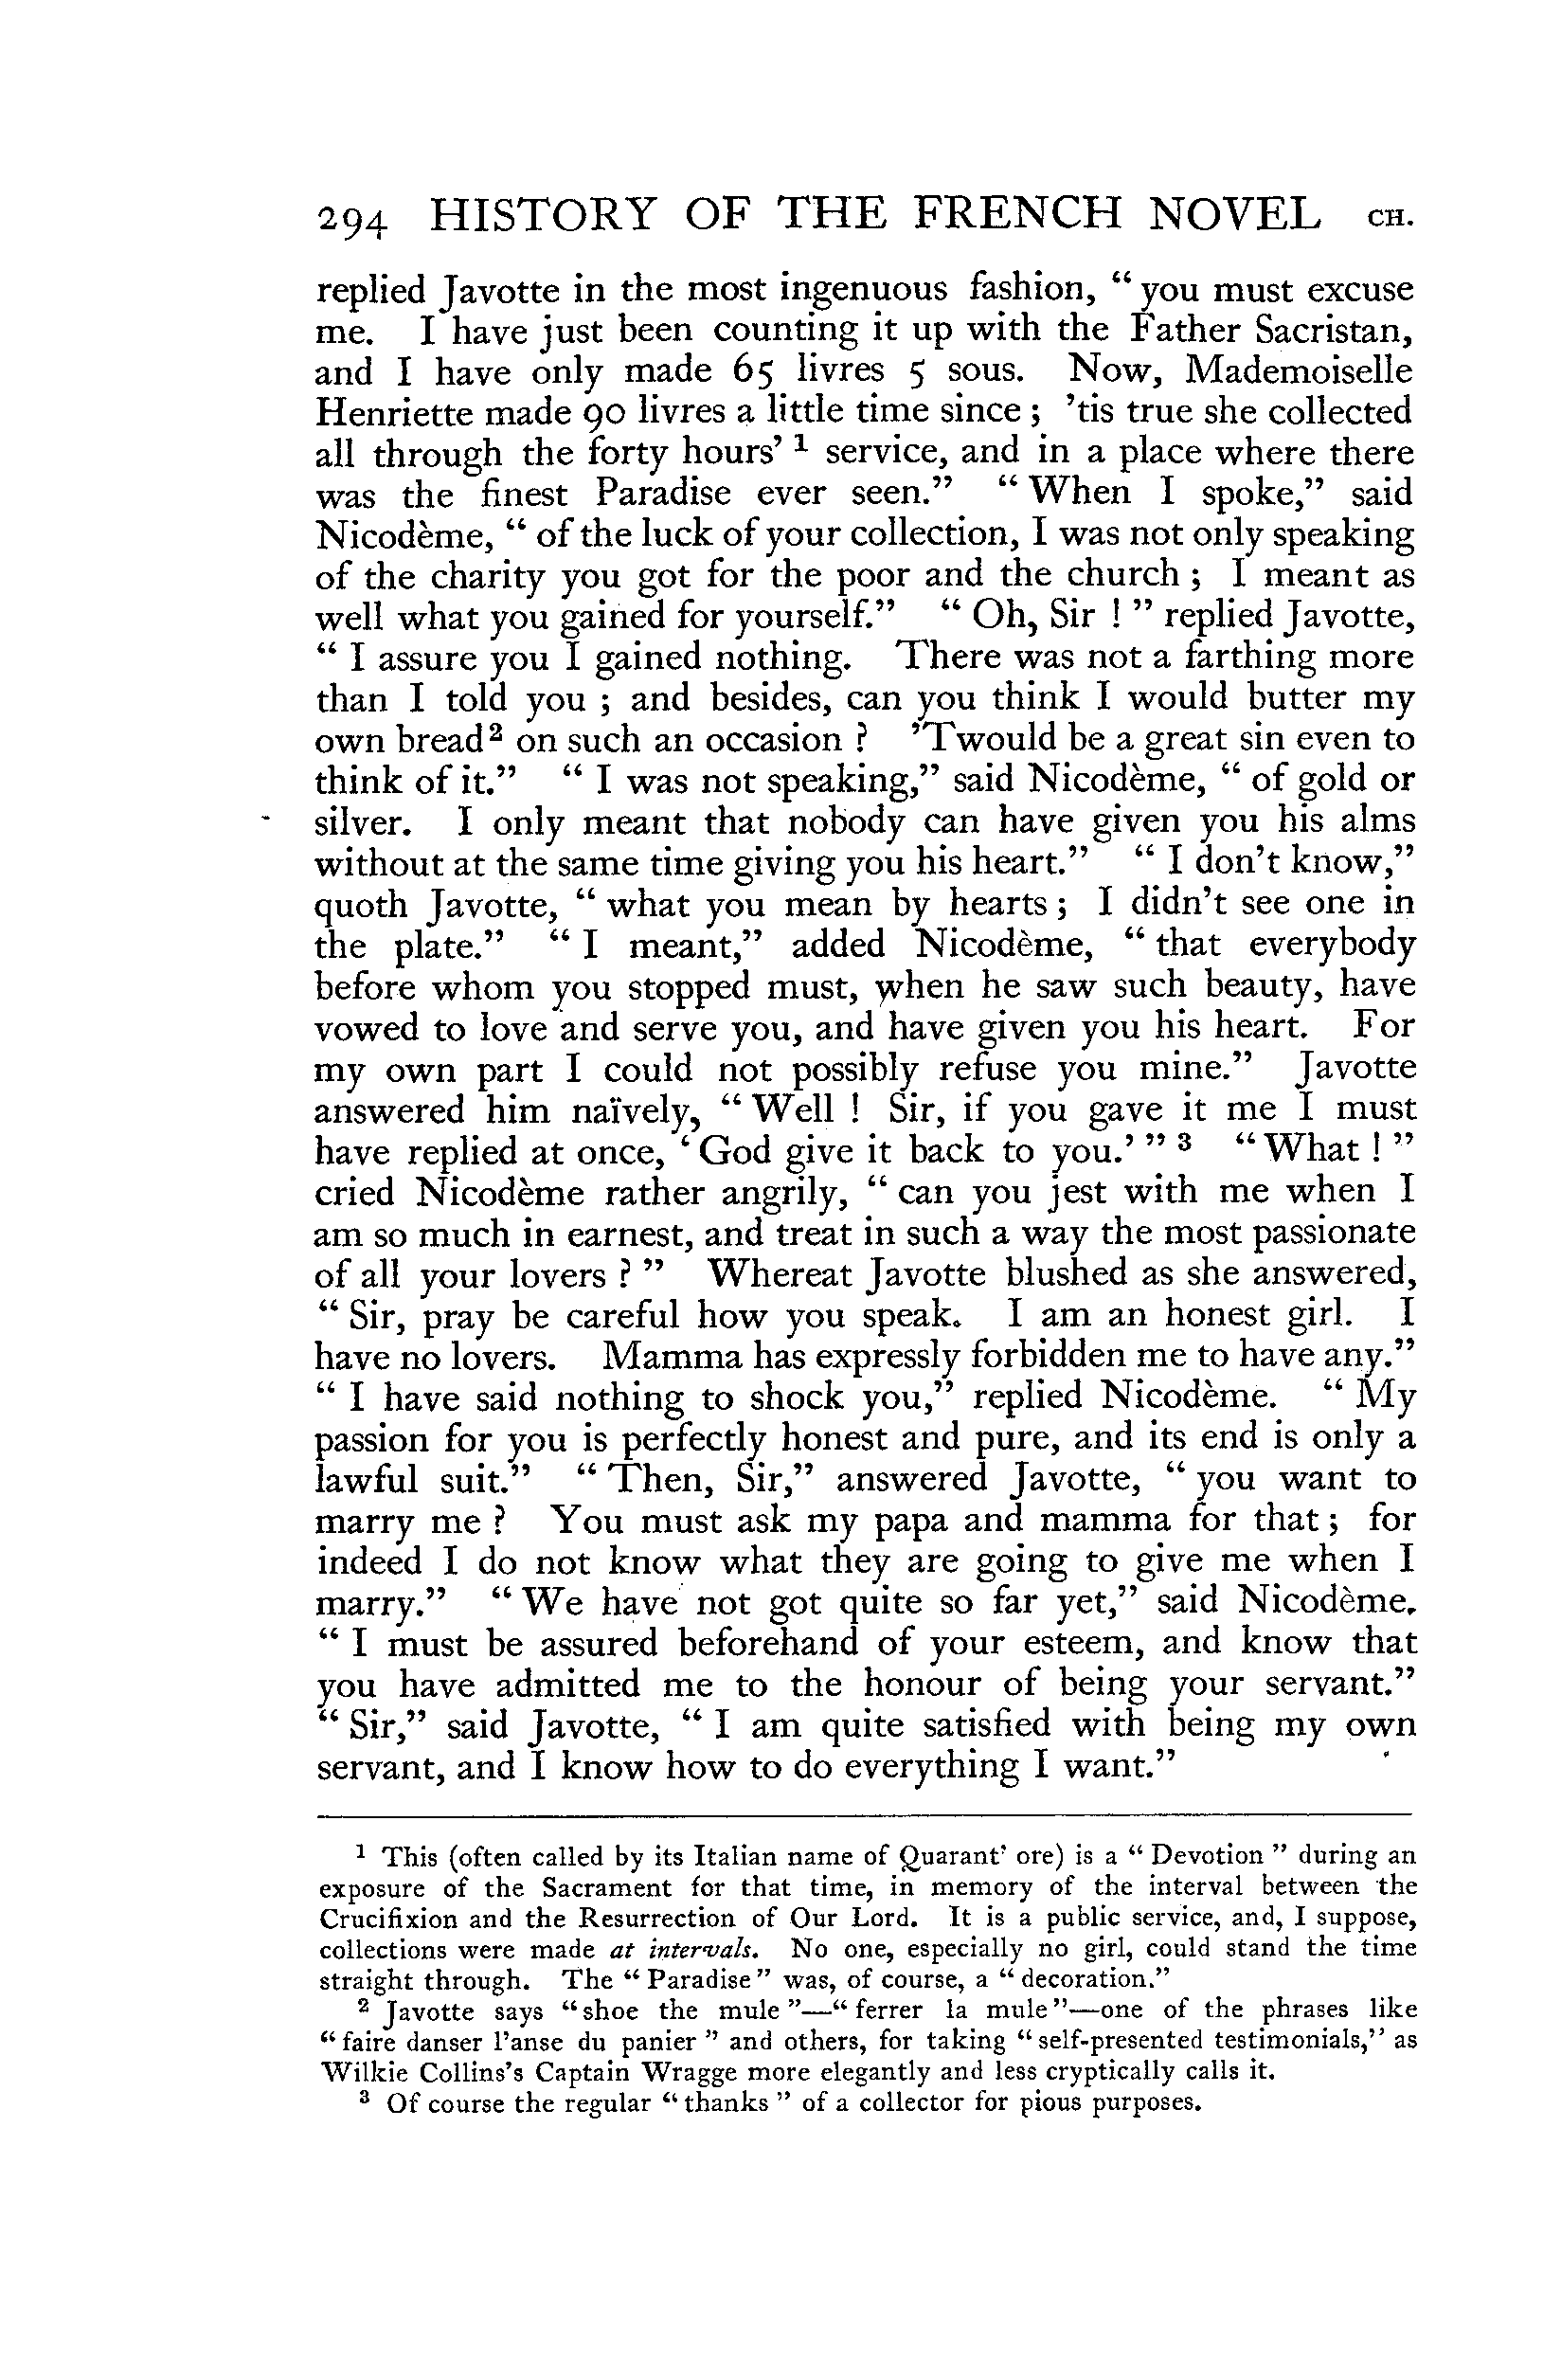 294 HISTORY OF THE FRENCH NOVEL CH.
replied Javotte in the most ingenuous fashion, “you must excuse
me. I have just been counting it up with the Father Sacristan,
and I have only made 65 livres 5 sous. Now, Mademoiselle
Henriette made 90 livres a little time since ; ’tis true she collected
all through the forty hours’ ¹ service, and in a place where there
was the finest Paradise ever seen.” “When I spoke,” said
Nicodème, “ of the luck of your collection, I was not only speaking
of the charity you got for the poor and the church ; I meant as
well what you gained for yourself.” “ Oh, Sir ! ” replied Javotte,
“ I assure you I gained nothing. There was not a farthing more
than I told you ; and besides, can you think I would butter my
own bread ² on such an occasion ? ’Twould be a great sin even to
think of it.” “ I was not speaking,” said Nicodème, “ of gold or
silver. I only meant that nobody can have given you his alms
without at the same time giving you his heart.” “ I don’t know,”
quoth Javotte, “ what you mean by hearts ; I didn’t see one in
the plate.” “ I meant,” added Nicodème, “ that everybody
before whom you stopped must, when he saw such beauty, have
vowed to love and serve you, and have given you his heart. For
my own part I could not possibly refuse you mine.” Javotte
answered him naïvely, “ Well ! Sir, if you gave it me I must
have replied at once, ‘ God give it back to you.’ ” ³ “ What ! ”
cried Nicodème rather angrily, “ can you jest with me when I
am so much in earnest, and treat in such a way the most passionate
of all your lovers ? ” Whereat Javotte blushed as she answered,
“ Sir, pray be careful how you speak. I am an honest girl. I
have no lovers. Mamma has expressly forbidden me to have any.”
“ I have said nothing to shock you,” replied Nicodème. “ My
passion for you is perfectly honest and pure, and its end is only a
lawful suit.” “ Then, Sir,” answered Javotte, “ you want to
marry me ? You must ask my papa and mamma for that ; for
indeed I do not know what they are going to give me when I
marry.” “ We have not got quite so far yet,” said Nicodème.
“ I must be assured beforehand of your esteem, and know that
you have admitted me to the honour of being your servant.”
“ Sir,” said Javotte, “ I am quite satisfied with being my own
servant, and I know how to do everything I want.”
¹ This (often called by its Italian name of Quarant’ ore) is a “ Devotion ” during an
exposure of the Sacrament for that time, in memory of the interval between the
Crucifixion and the Resurrection of Our Lord. It is a public service, and, I suppose,
collections were made at intervals. No one, especially no girl, could stand the time
straight through. The “ Paradise ” was, of course, a “ decoration.”
² Javotte says “ shoe the mule ”—“ ferrer la mule ”—one of the phrases like
“ faire danser l’anse du panier ” and others, for taking “ self-presented testimonials,” as
Wilkie Collins’s Captain Wragge more elegantly and less cryptically calls it.
³ Of course the regular “ thanks ” of a collector for pious purposes.